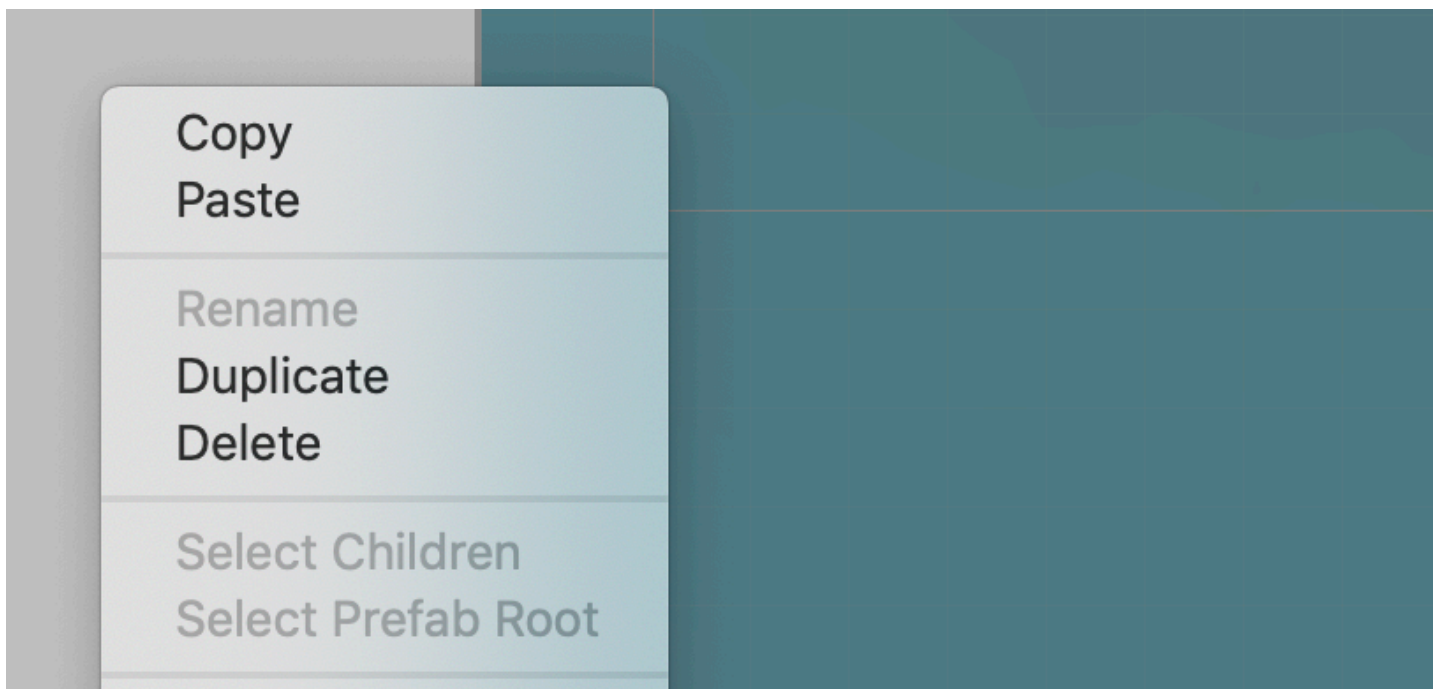 Copy
Paste
Rename
Duplicate
Delete
Select Children
Select Prefab Root